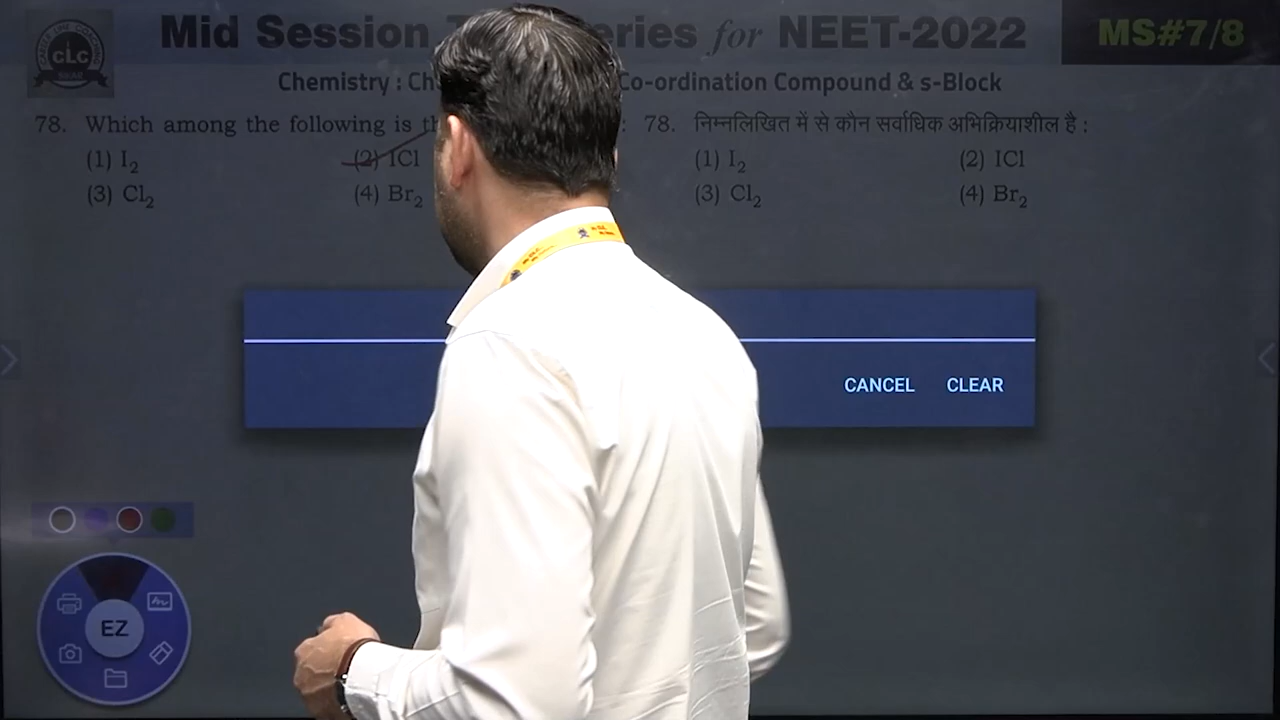 Mid Session eries for NEET-2022
MS#7/8
CLC
SIKAR
Chemistry : Co-ordination Compound & s-Block
78. Which among the following is
(1) I₂ (2) ICl
(3) Cl₂ (4) Br₂
: 78. निम्नलिखित में से कौन सर्वाधिक अभिक्रियाशील है :
(1) I₂ (2) ICl
(3) Cl₂ (4) Br₂
CANCEL CLEAR
EZ